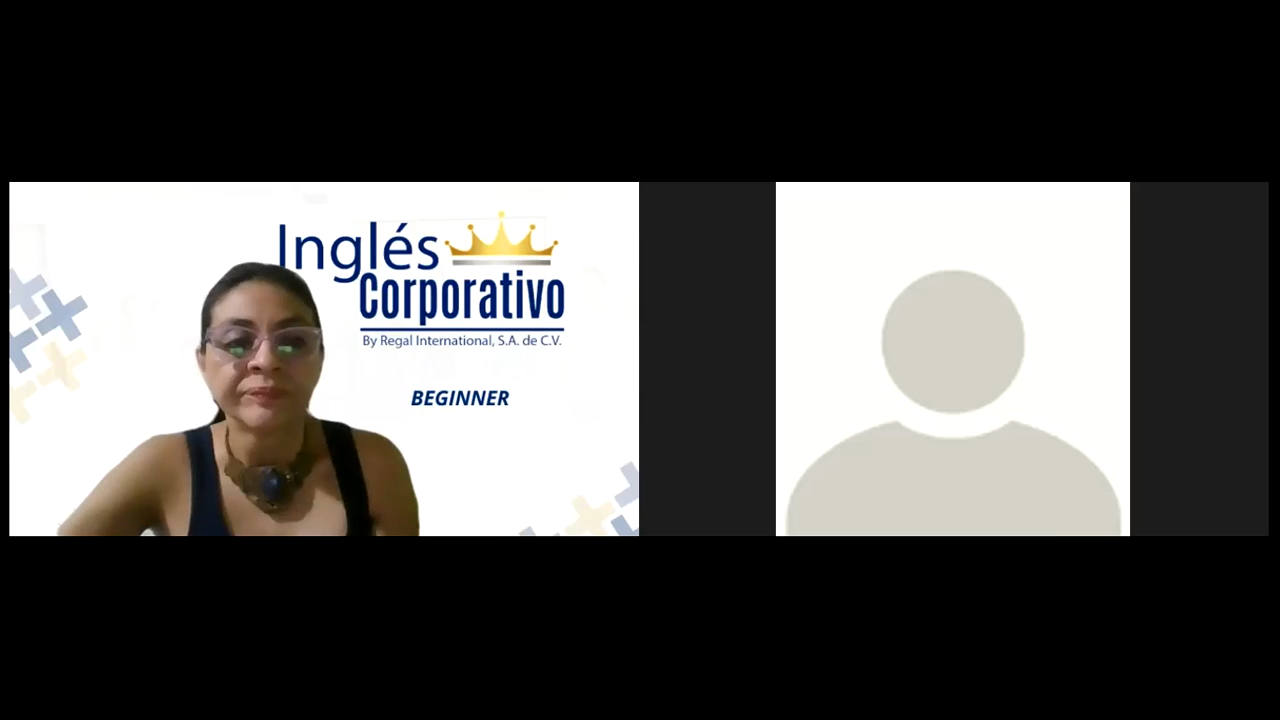 Inglés
Corporativo
By Regal International, S.A. de C.V.
BEGINNER